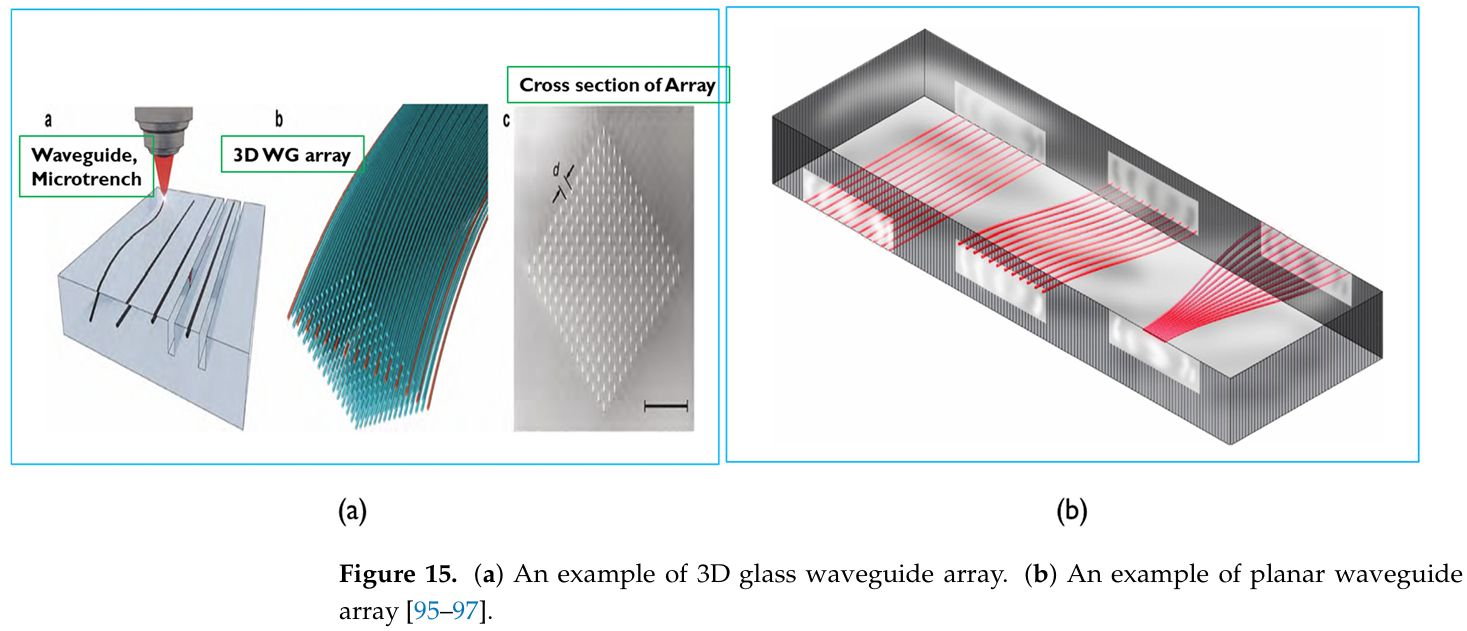 Cross section of Array
a
b
c
Waveguide,
Microtrench
3D WG array
d
(a)
(b)
Figure 15. (a) An example of 3D glass waveguide array. (b) An example of planar waveguide
array [95–97].